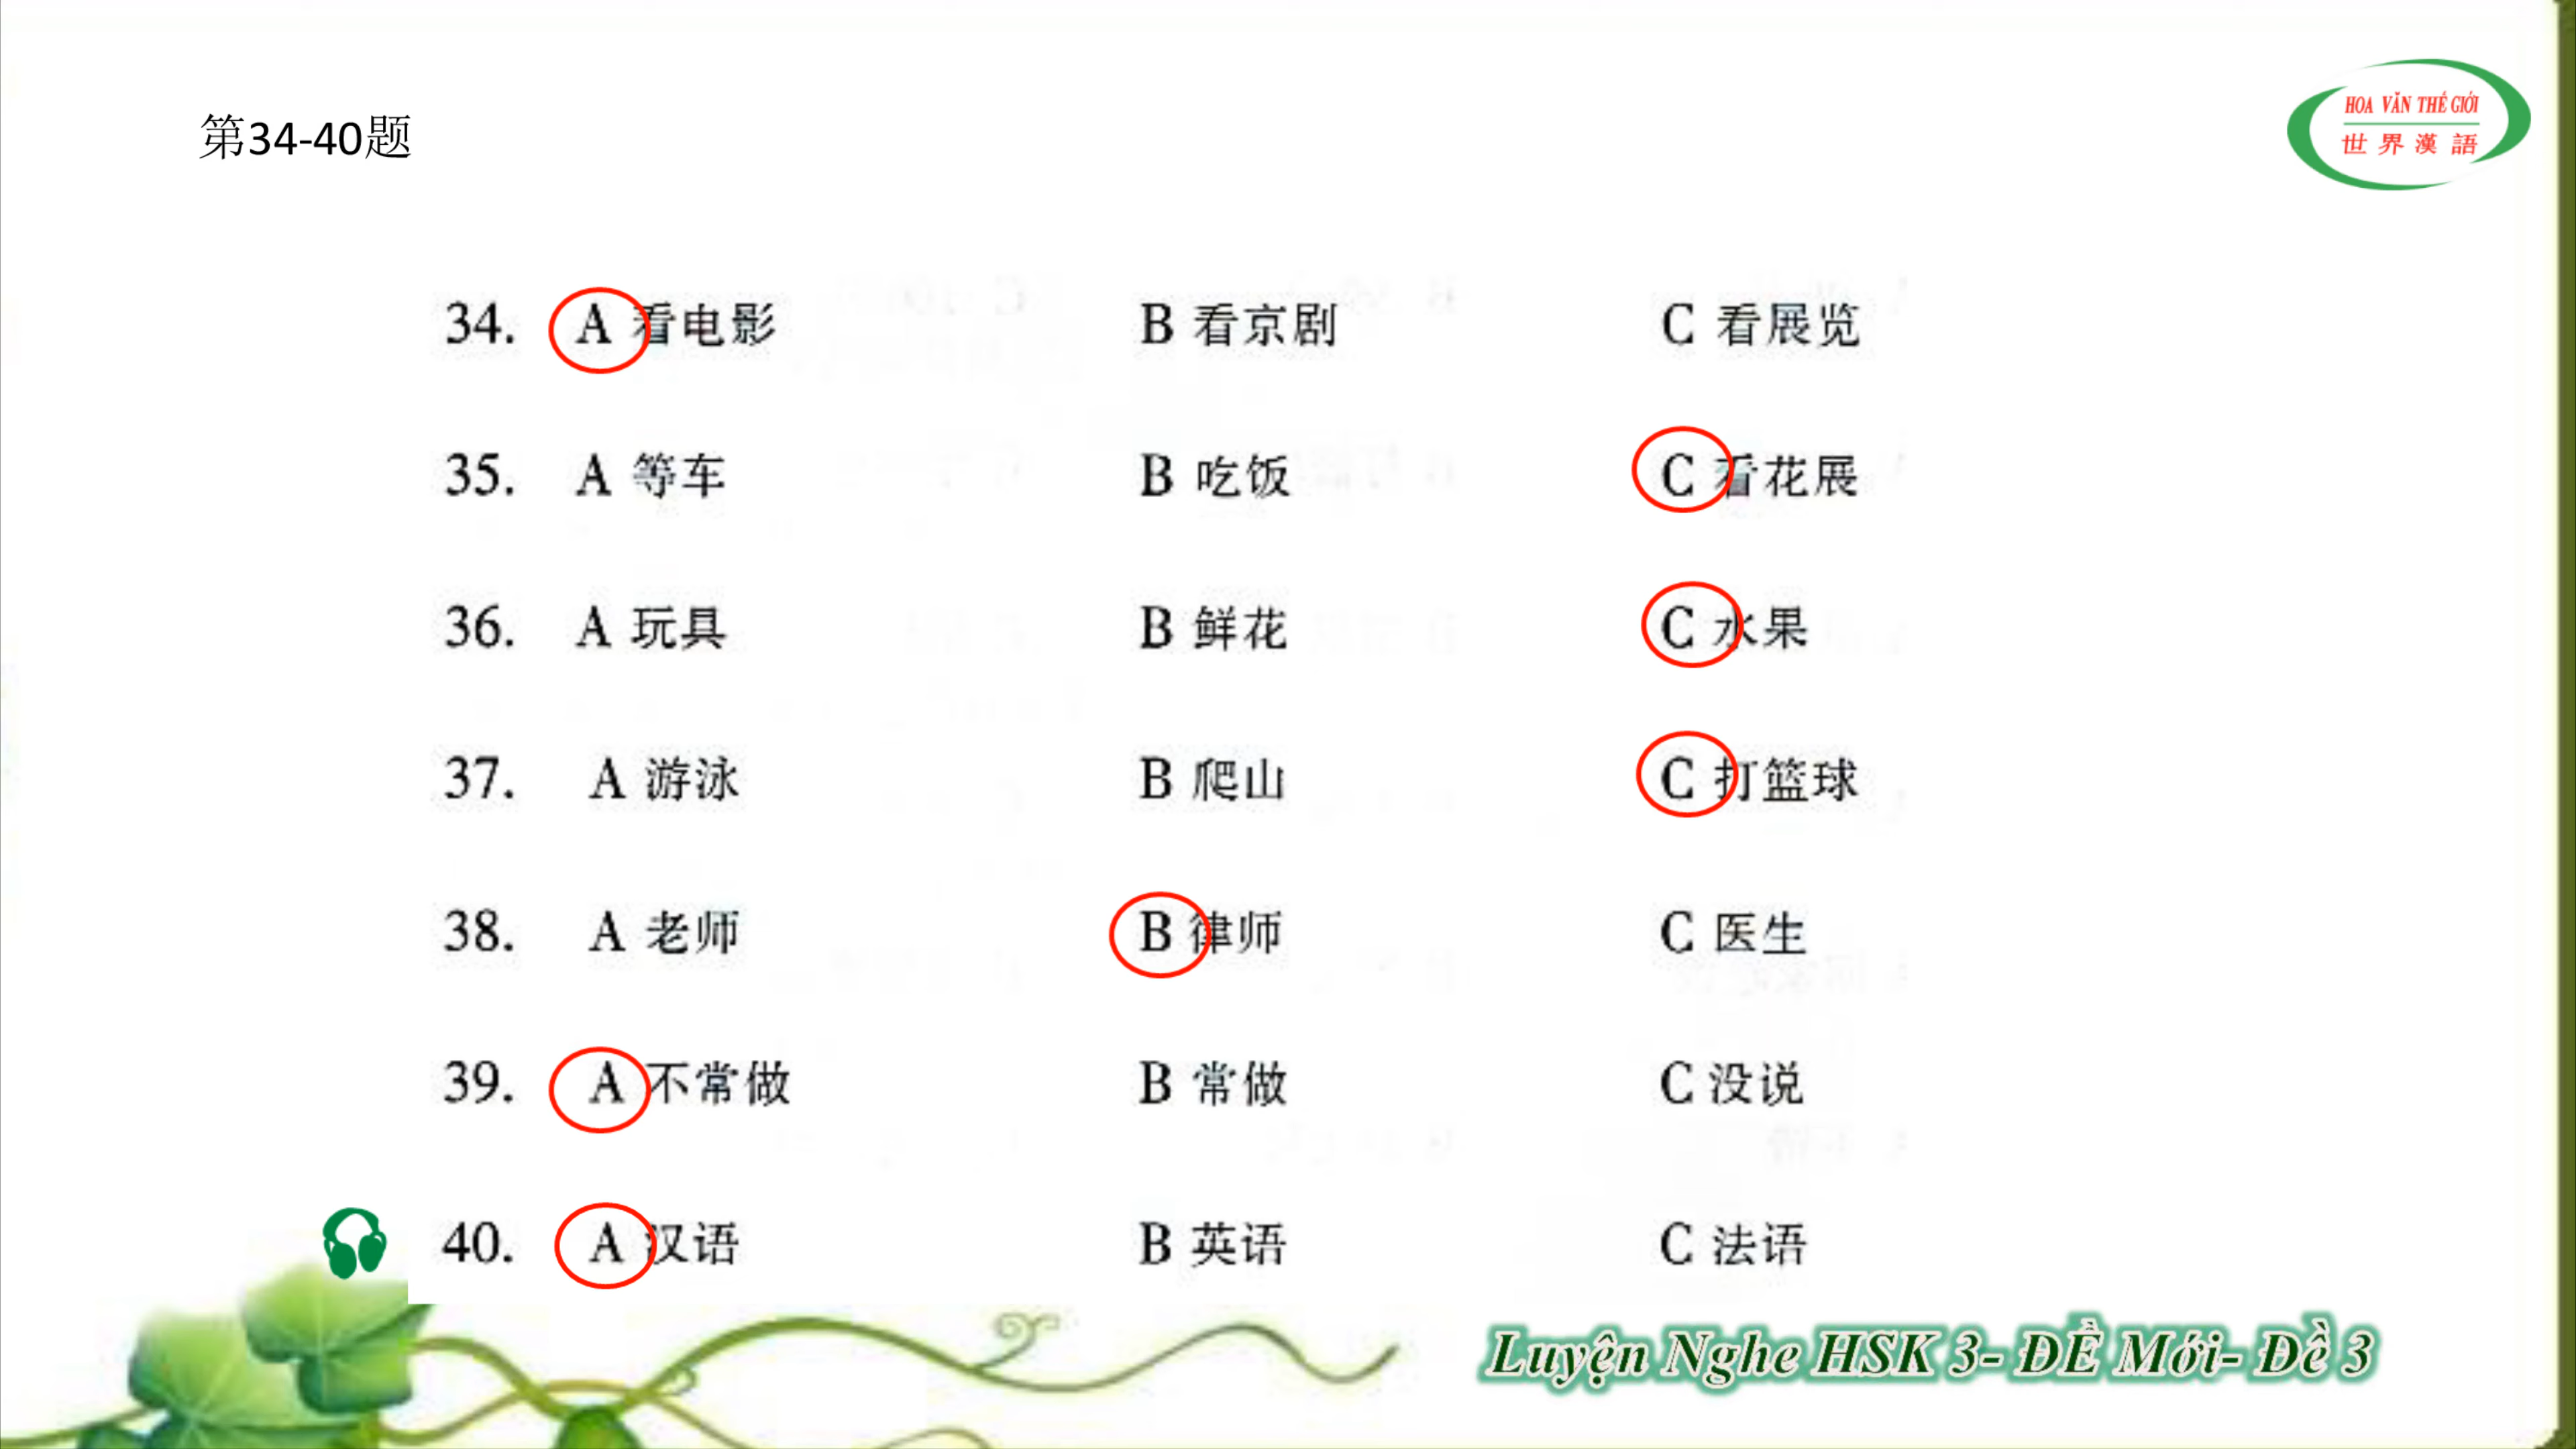 HOA VĂN THẾ GIỚI
世界漢語
第34-40题
34. A 看电影 B 看京剧 C 看展览
35. A 等车 B 吃饭 C 看花展
36. A 玩具 B 鲜花 C 水果
37. A 游泳 B 爬山 C 打篮球
38. A 老师 B 律师 C 医生
39. A 不常做 B 常做 C 没说
40. A 汉语 B 英语 C 法语
Luyện Nghe HSK 3- ĐỀ Mới- Đề 3